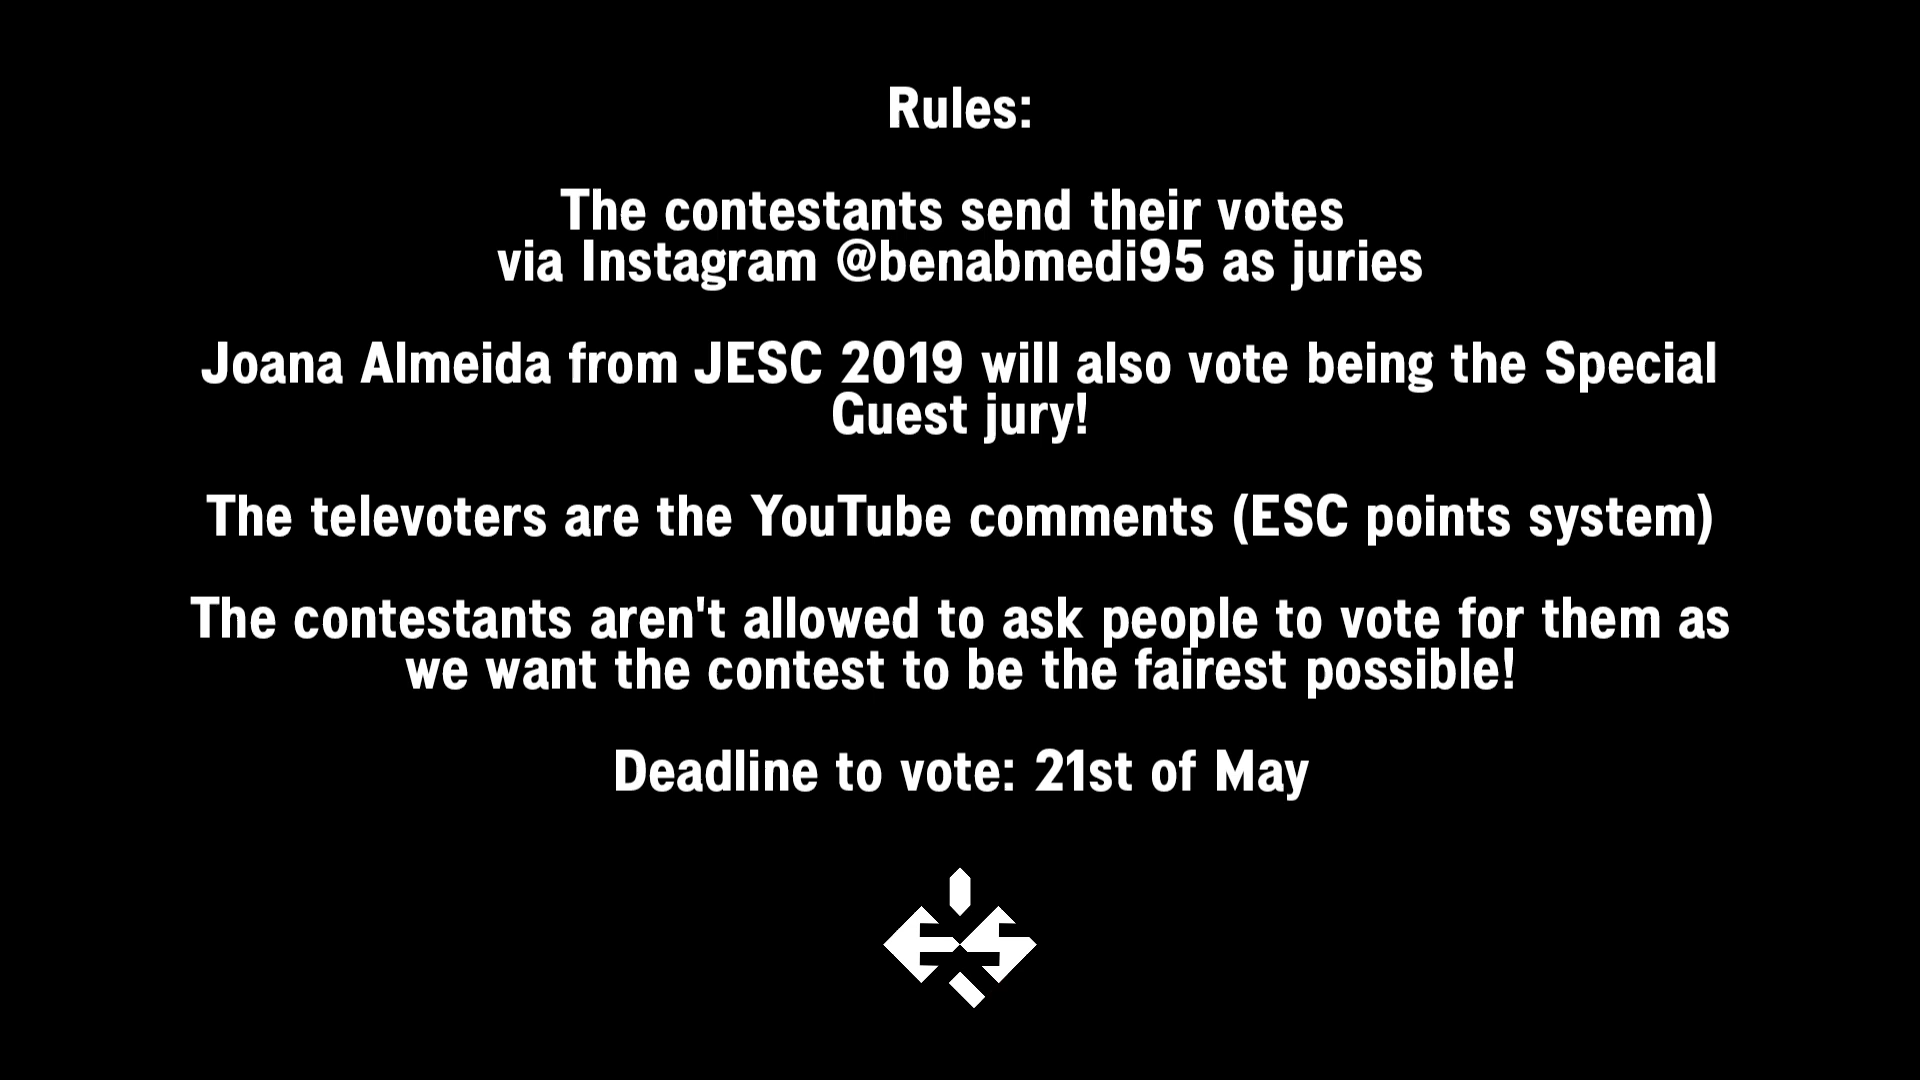 Rules:
The contestants send their votes
via Instagram @benabmedi95 as juries
Joana Almeida from JESC 2019 will also vote being the Special
Guest jury!
The televoters are the YouTube comments (ESC points system)
The contestants aren't allowed to ask people to vote for them as
we want the contest to be the fairest possible!
Deadline to vote: 21st of May